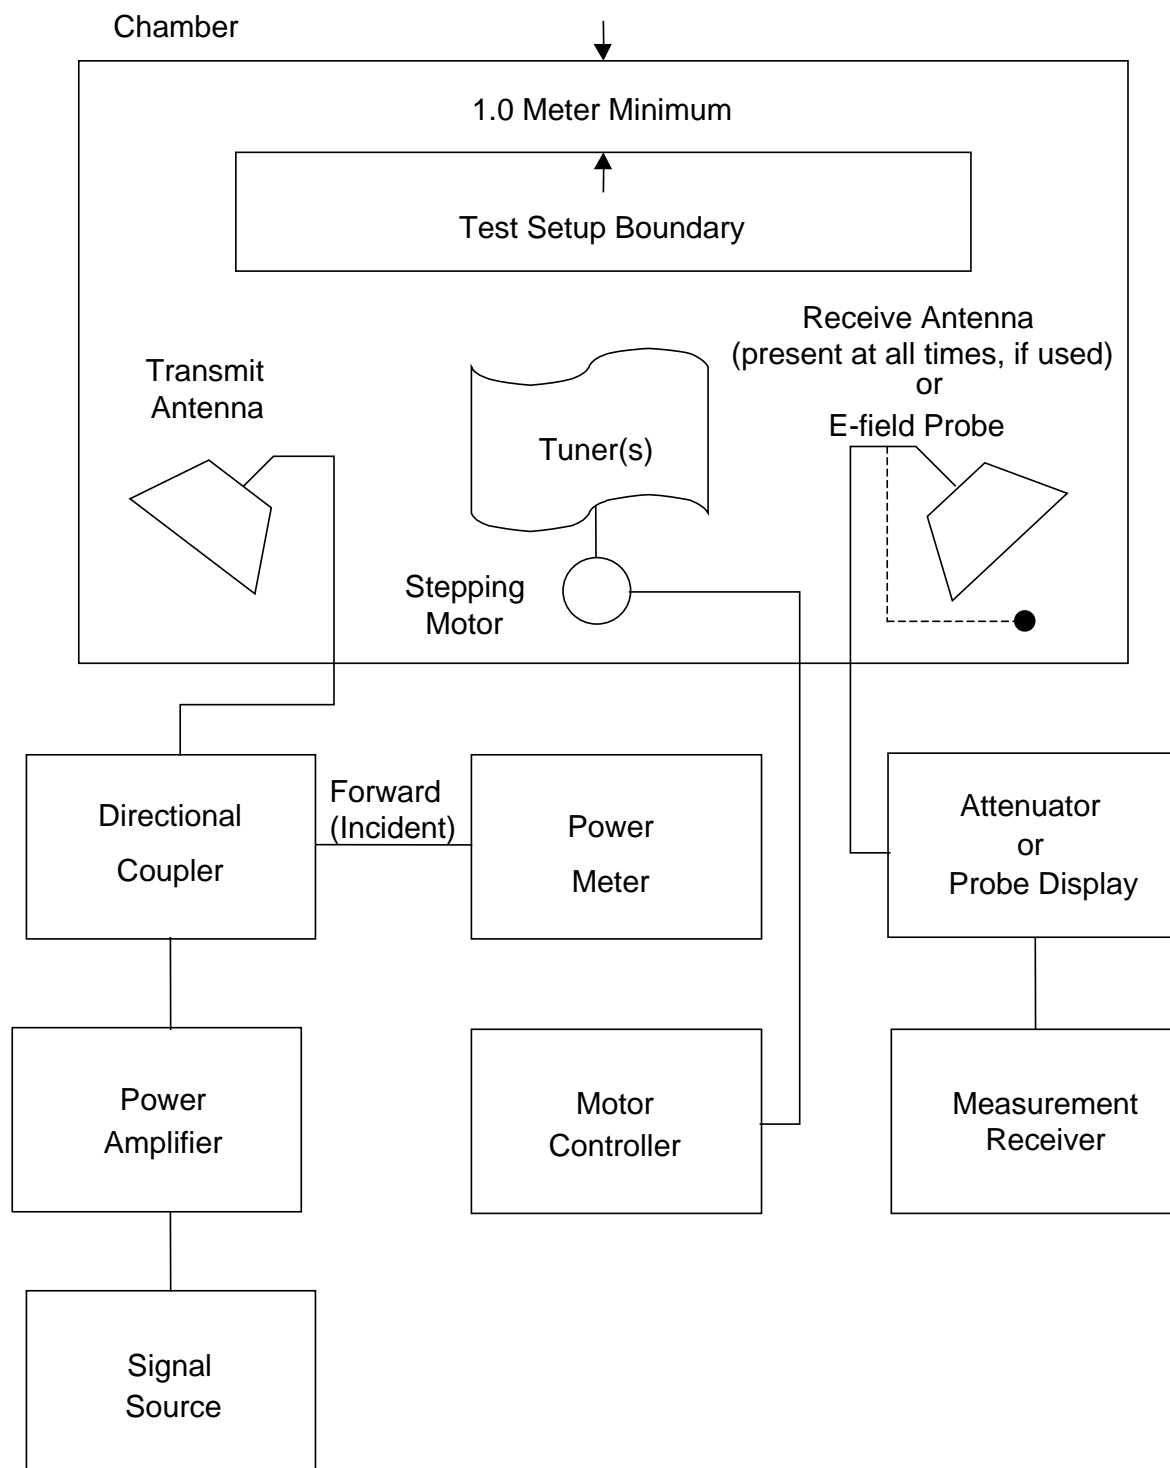 Chamber
1.0 Meter Minimum
Test Setup Boundary
Receive Antenna
(present at all times, if used)
or
E-field Probe
Transmit
Antenna
Tuner(s)
Stepping
Motor
Directional
Coupler
Forward
(Incident)
Power
Meter
Attenuator
or
Probe Display
Power
Amplifier
Motor
Controller
Measurement
Receiver
Signal
Source